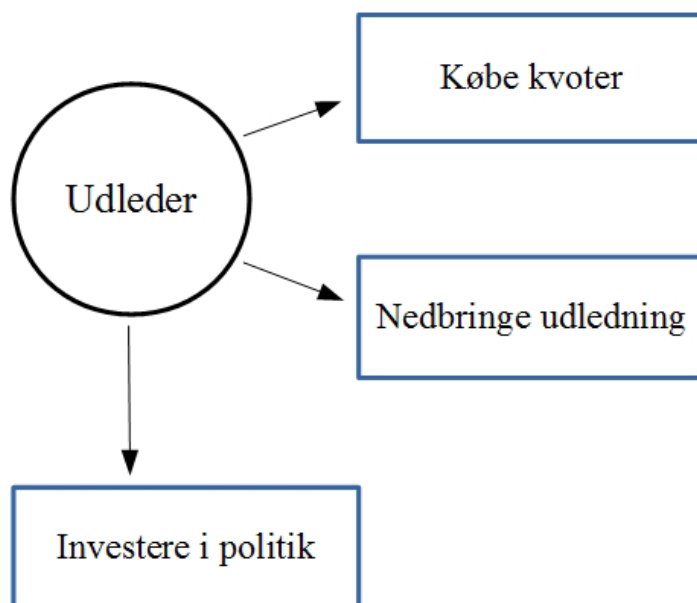 Købe kvoter
Udleder
Nedbringe udledning
Investere i politik